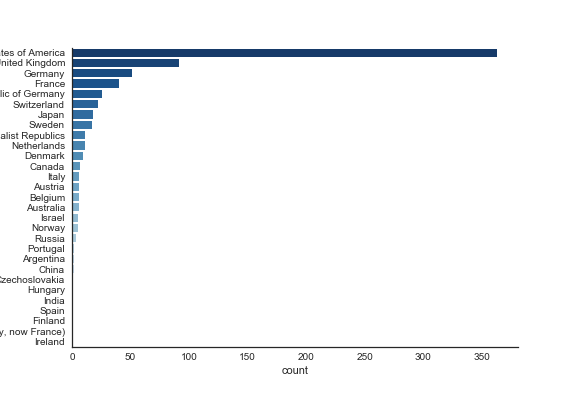 tes of America
United Kingdom
Germany
France
lic of Germany
Switzerland
Japan
Sweden
alist Republics
Netherlands
Denmark
Canada
Italy
Austria
Belgium
Australia
Israel
Norway
Russia
Portugal
Argentina
China
Czechoslovakia
Hungary
India
Spain
Finland
y, now France)
Ireland
0 50 100 150 200 250 300 350
count